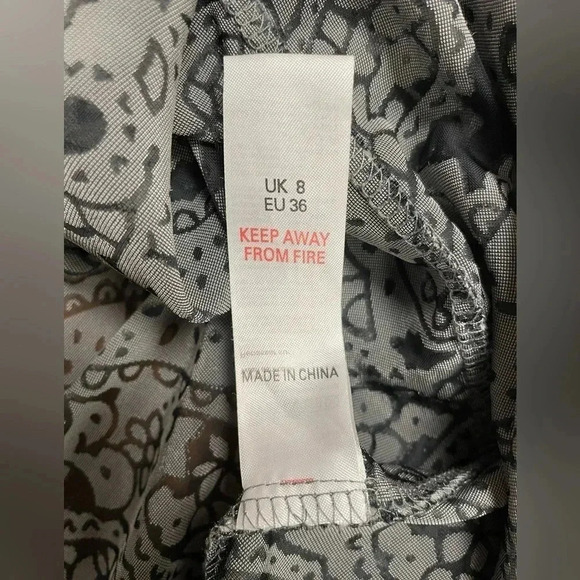 UK 8
EU 36
KEEP AWAY
FROM FIRE
MADE IN CHINA